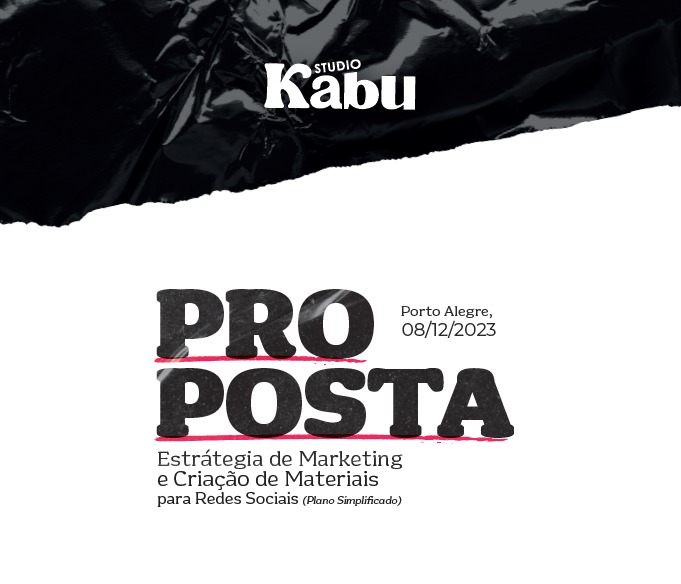 STUDIO
Kabu
PRO
Porto Alegre,
08/12/2023
POSTA
Estrátegia de Marketing
e Criação de Materiais
para Redes Sociais (Plano Simplificado)